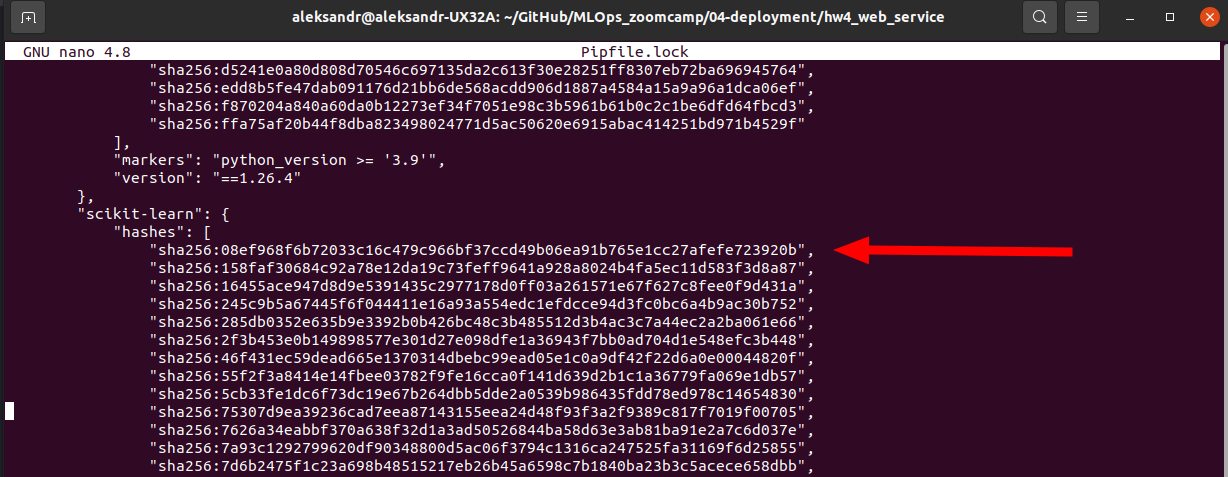 aleksandr@aleksandr-UX32A: ~/GitHub/MLOps_zoomcamp/04-deployment/hw4_web_service
GNU nano 4.8 Pipfile.lock
"sha256:d5241e0a80d808d70546c697135da2c613f30e28251ff8307eb72ba696945764",
"sha256:edd8b5fe47dab091176d21bb6de568acdd906d1887a4584a15a9a96a1dca06ef",
"sha256:f870204a840a60da0b12273ef34f7051e98c3b5961b61b0c2c1be6dfd64fbcd3",
"sha256:ffa75af20b44f8dba823498024771d5ac50620e6915abac414251bd971b4529f"
],
"markers": "python_version >= '3.9'",
"version": "==1.26.4"
},
"scikit-learn": {
"hashes": [
"sha256:08ef968f6b72033c16c479c966bf37ccd49b06ea91b765e1cc27afefe723920b",
"sha256:158faf30684c92a78e12da19c73feff9641a928a8024b4fa5ec11d583f3d8a87",
"sha256:16455ace947d8d9e5391435c2977178d0ff03a261571e67f627c8fee0f9d431a",
"sha256:245c9b5a67445f6f044411e16a93a554edc1efdcce94d3fc0bc6a4b9ac30b752",
"sha256:285db0352e635b9e3392b0b426bc48c3b485512d3b4ac3c7a44ec2a2ba061e66",
"sha256:2f3b453e0b149898577e301d27e098dfe1a36943f7bb0ad704d1e548efc3b448",
"sha256:46f431ec59dead665e1370314dbebc99ead05e1c0a9df42f22d6a0e00044820f",
"sha256:55f2f3a8414e14fbee03782f9fe16cca0f141d639d2b1c1a36779fa069e1db57",
"sha256:5cb33fe1dc6f73dc19e67b264dbb5dde2a0539b986435fdd78ed978c14654830",
"sha256:75307d9ea39236cad7eea87143155eea24d48f93f3a2f9389c817f7019f00705",
"sha256:7626a34eabbf370a638f32d1a3ad50526844ba58d63e3ab81ba91e2a7c6d037e",
"sha256:7a93c1292799620df90348800d5ac06f3794c1316ca247525fa31169f6d25855",
"sha256:7d6b2475f1c23a698b48515217eb26b45a6598c7b1840ba23b3c5acece658dbb",